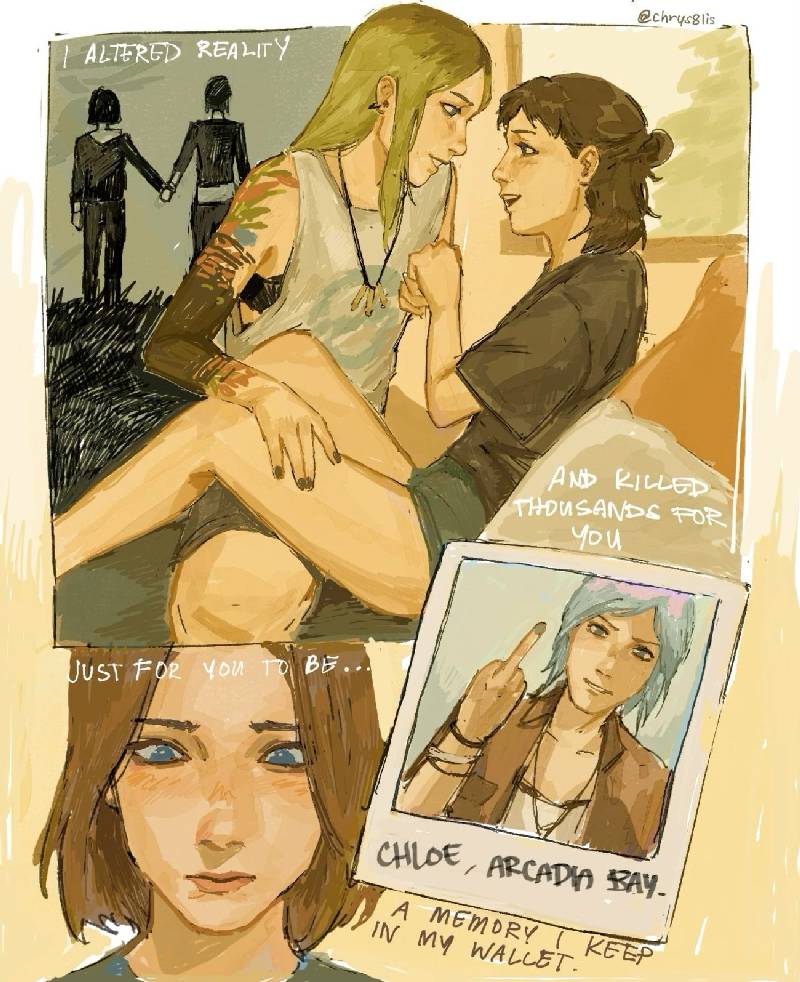 @chrys8lis
I ALTERED REALITY
AND KILLED
THOUSANDS FOR
YOU
JUST FOR YOU TO BE...
CHLOE, ARCADIA BAY.
A MEMORY I KEEP
IN MY WALLET.